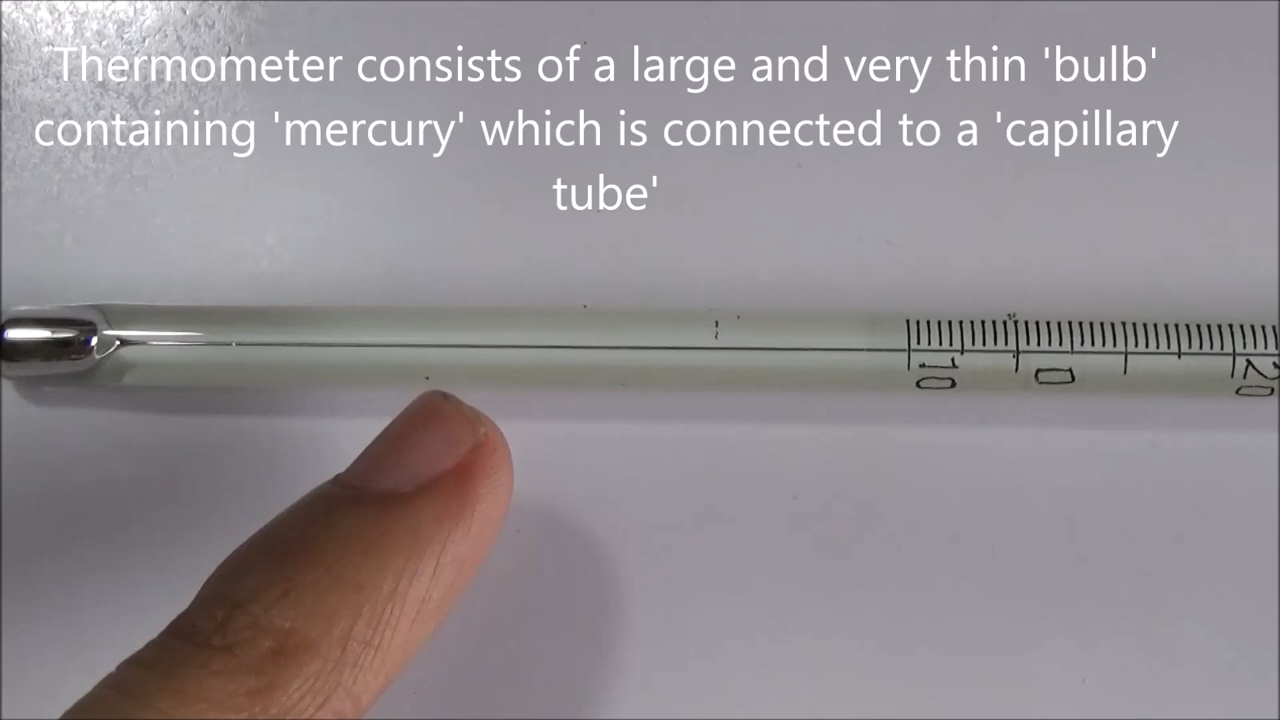 Thermometer consists of a large and very thin 'bulb'
containing 'mercury' which is connected to a 'capillary
tube'
10 0 20